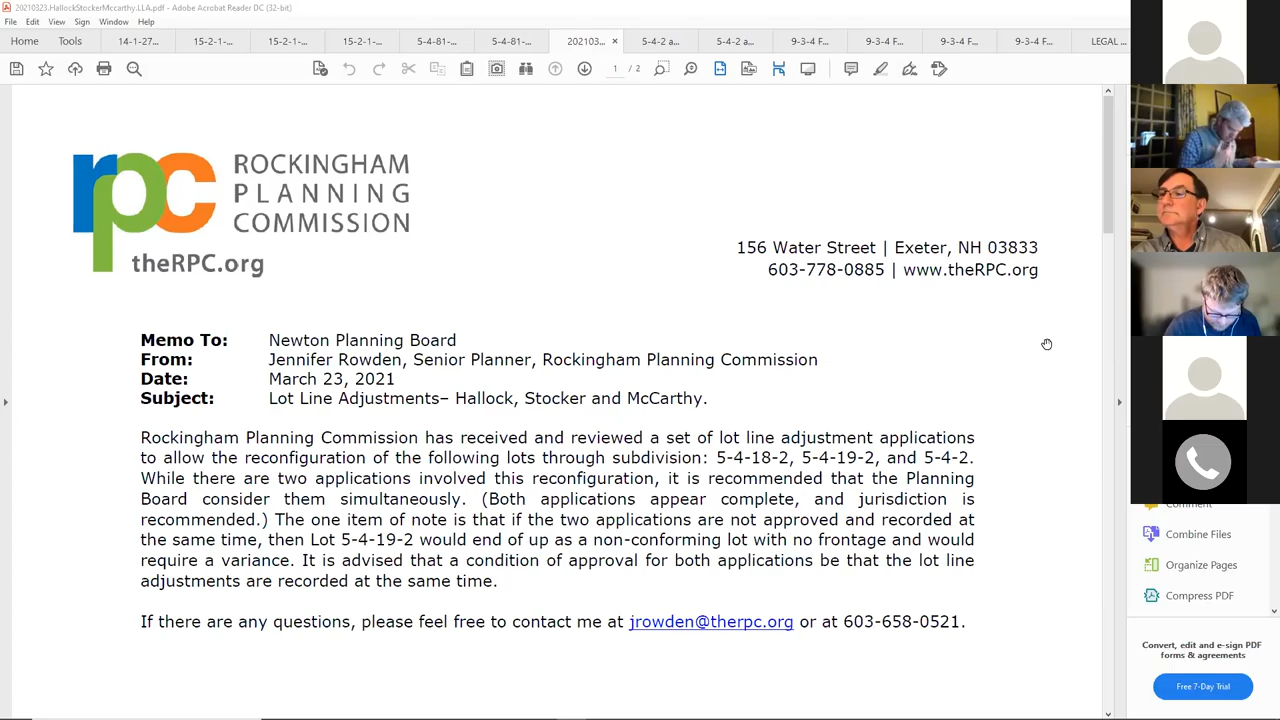 20210323.HallockStockerMccarthy.LLA.pdf - Adobe Acrobat Reader DC (32-bit)
File Edit View Sign Window Help
Home Tools 14-1-27... 15-2-1-... 15-2-1-... 15-2-1-... 5-4-81-... 5-4-81-... 202103... × 5-4-2 a... 5-4-2 a... 9-3-4 F... 9-3-4 F... 9-3-4 F... 9-3-4 F... LEGAL ...
1 / 2
rpc
ROCKINGHAM
PLANNING
COMMISSION
theRPC.org
156 Water Street | Exeter, NH 03833
603-778-0885 | www.theRPC.org
Memo To: Newton Planning Board
From: Jennifer Rowden, Senior Planner, Rockingham Planning Commission
Date: March 23, 2021
Subject: Lot Line Adjustments– Hallock, Stocker and McCarthy.
Rockingham Planning Commission has received and reviewed a set of lot line adjustment applications
to allow the reconfiguration of the following lots through subdivision: 5-4-18-2, 5-4-19-2, and 5-4-2.
While there are two applications involved this reconfiguration, it is recommended that the Planning
Board consider them simultaneously. (Both applications appear complete, and jurisdiction is
recommended.) The one item of note is that if the two applications are not approved and recorded at
the same time, then Lot 5-4-19-2 would end of up as a non-conforming lot with no frontage and would
require a variance. It is advised that a condition of approval for both applications be that the lot line
adjustments are recorded at the same time.
If there are any questions, please feel free to contact me at jrowden@therpc.org or at 603-658-0521.
Comment
Combine Files
Organize Pages
Compress PDF
Convert, edit and e-sign PDF
forms & agreements
Free 7-Day Trial